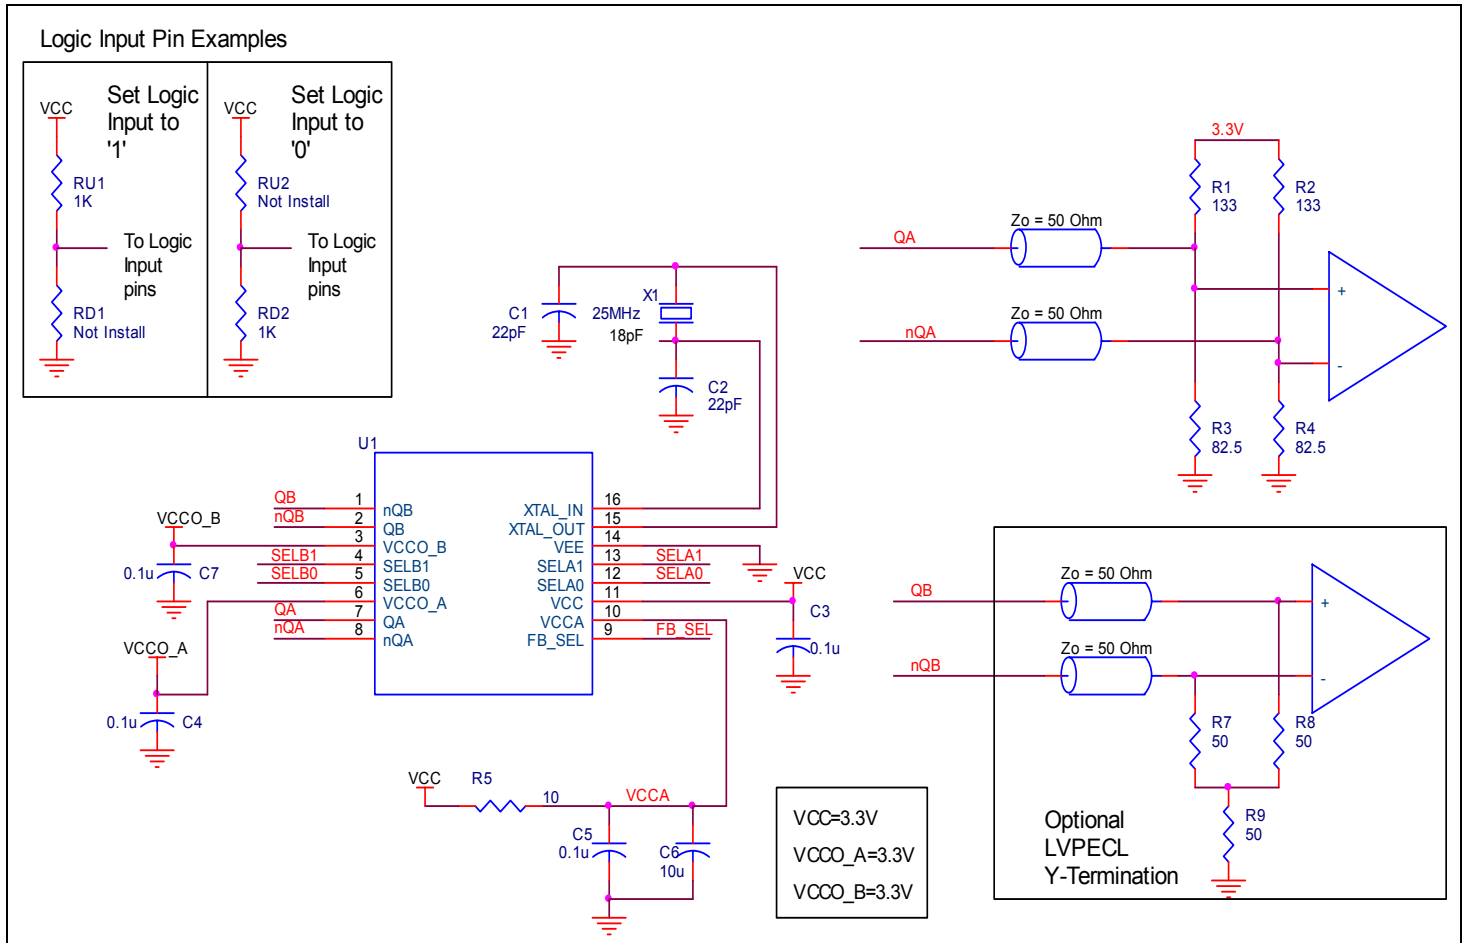 Logic Input Pin Examples
VCC
Set Logic
Input to
'1'
RU1
1K
To Logic
Input
pins
RD1
Not Install
VCC
Set Logic
Input to
'0'
RU2
Not Install
To Logic
Input
pins
RD2
1K
C1
22pF
X1
25MHz
18pF
C2
22pF
3.3V
R1
133
R2
133
QA
Zo = 50 Ohm
nQA
Zo = 50 Ohm
+
-
R3
82.5
R4
82.5
U1
QB
1
nQB
nQB
2
QB
VCCO_B
3
VCCO_B
SELB1
4
SELB1
SELB0
5
SELB0
6
VCCO_A
QA
7
QA
nQA
8
nQA
0.1u
C7
VCCO_A
0.1u
C4
XTAL_IN
16
XTAL_OUT
15
VEE
14
SELA1
13
SELA1
SELA0
12
SELA0
VCC
11
VCCA
10
FB_SEL
9
FB_SEL
VCC
C3
0.1u
QB
Zo = 50 Ohm
nQB
Zo = 50 Ohm
+
-
R7
50
R8
50
R9
50
Optional
LVPECL
Y-Termination
VCC
R5
10
VCCA
C5
0.1u
C6
10u
VCC=3.3V
VCCO_A=3.3V
VCCO_B=3.3V